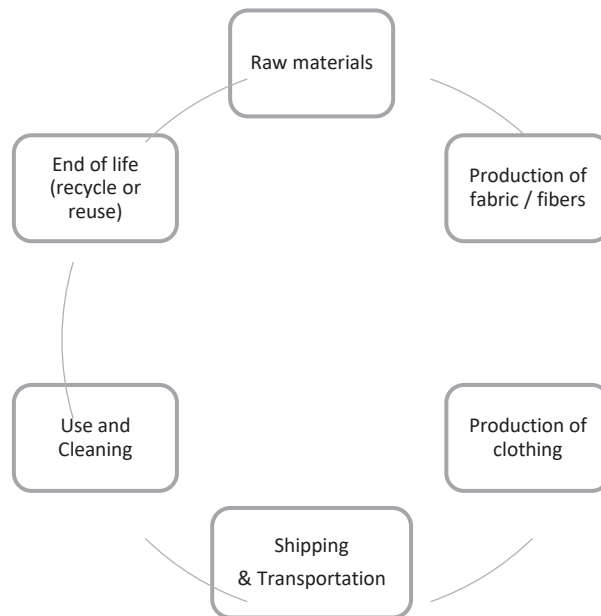 Raw materials
Production of
fabric / fibers
Production of
clothing
Shipping
& Transportation
Use and
Cleaning
End of life
(recycle or
reuse)